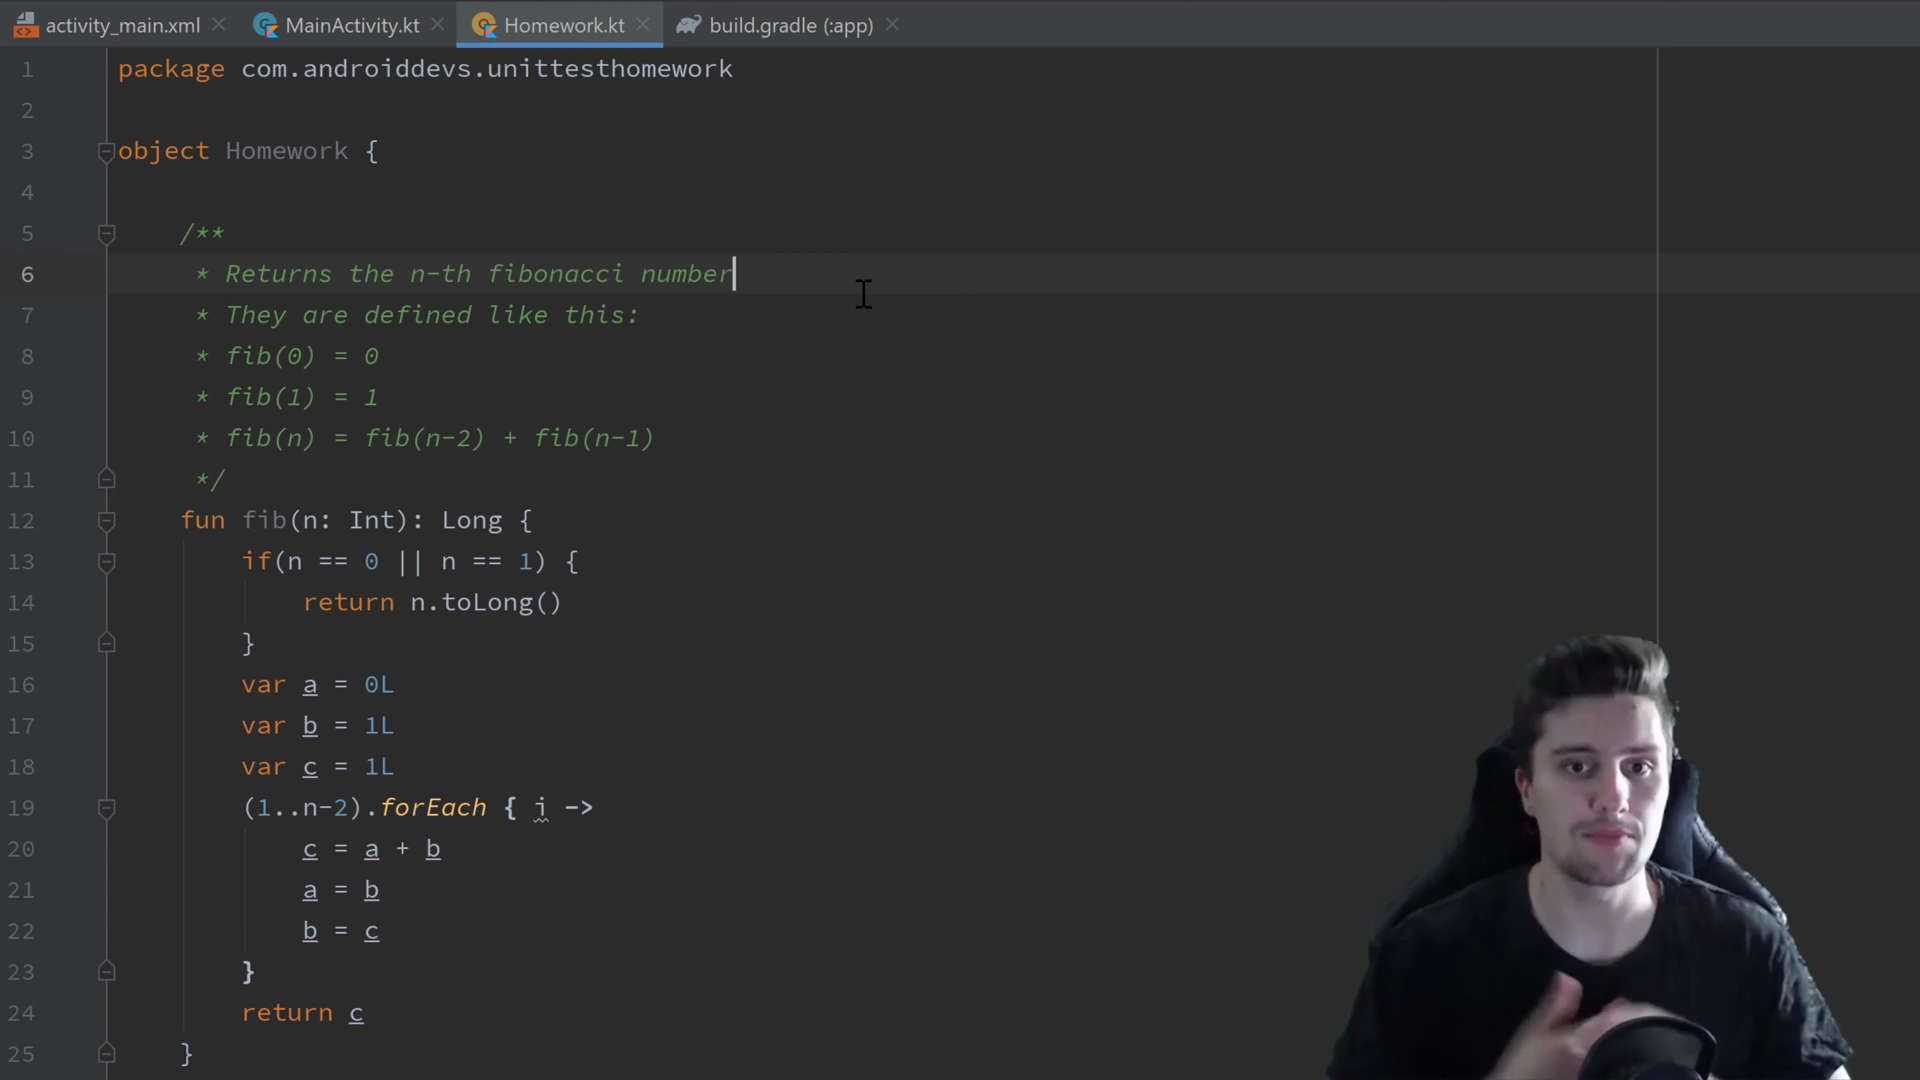 activity_main.xml MainActivity.kt Homework.kt build.gradle (:app)
1 package com.androiddevs.unittesthomework
2
3 object Homework {
4
5 /**
6 * Returns the n-th fibonacci number
7 * They are defined like this:
8 * fib(0) = 0
9 * fib(1) = 1
10 * fib(n) = fib(n-2) + fib(n-1)
11 */
12 fun fib(n: Int): Long {
13 if(n == 0 || n == 1) {
14 return n.toLong()
15 }
16 var a = 0L
17 var b = 1L
18 var c = 1L
19 (1..n-2).forEach { i ->
20 c = a + b
21 a = b
22 b = c
23 }
24 return c
25 }